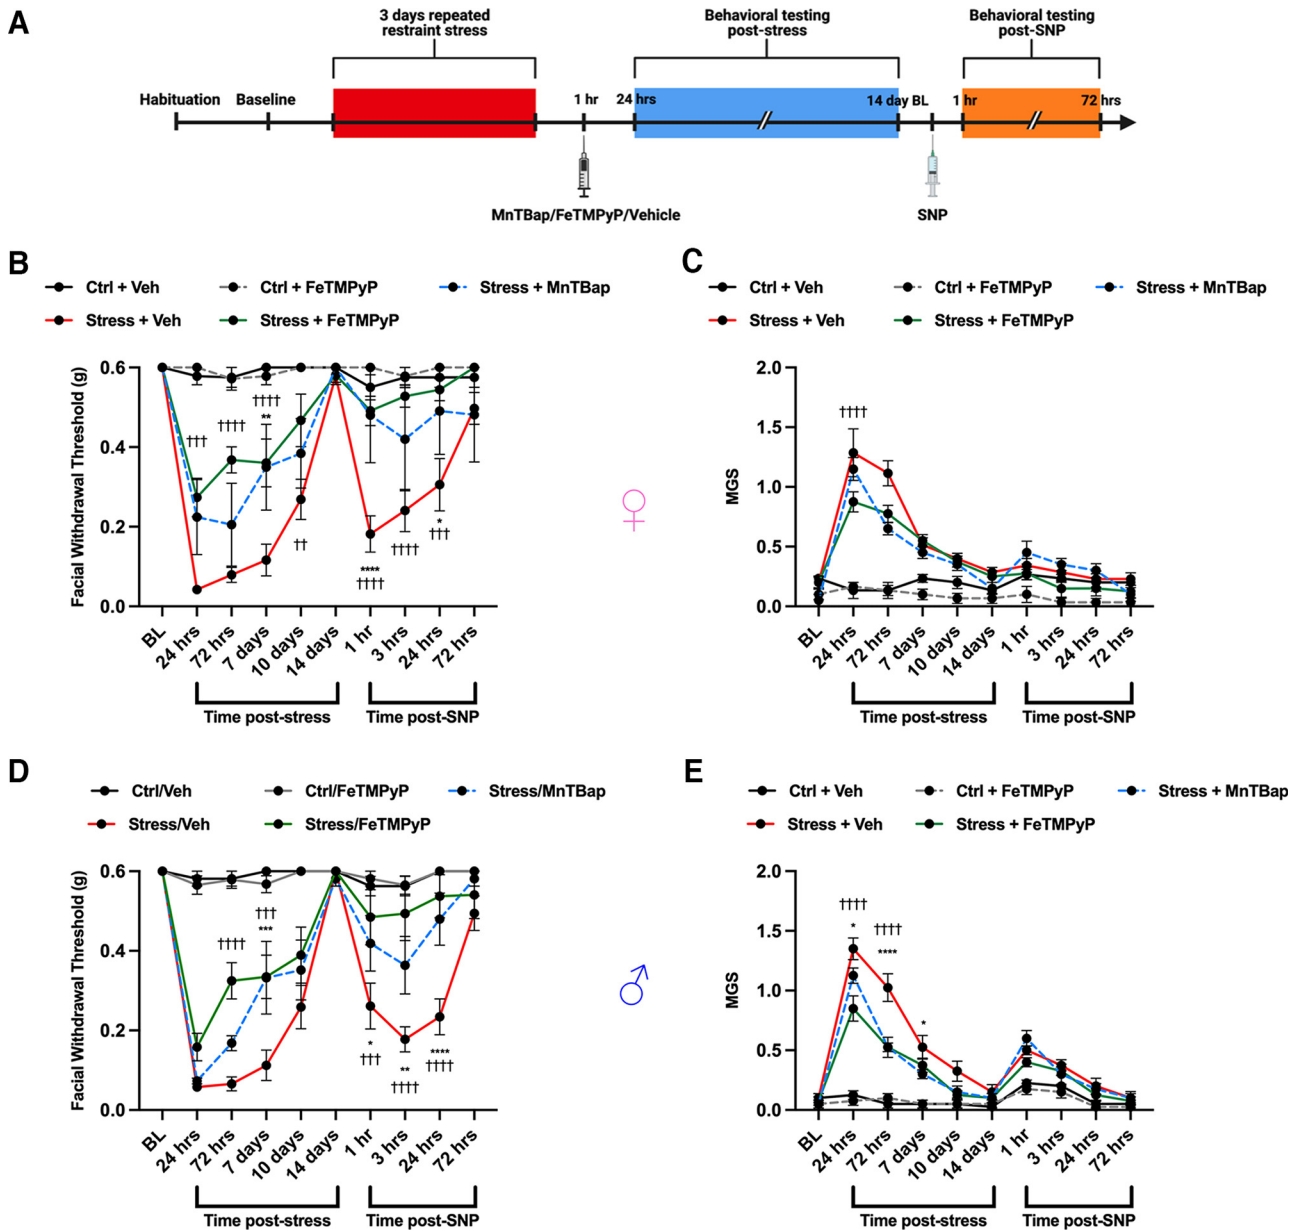 A
3 days repeated
restraint stress
Behavioral testing
post-stress
Behavioral testing
post-SNP
Habituation
Baseline
1 hr
24 hrs
14 day BL
1 hr
72 hrs
MnTBap/FeTMPyP/Vehicle
SNP
B
Ctrl + Veh
Ctrl + FeTMPyP
Stress + MnTBap
Stress + Veh
Stress + FeTMPyP
Facial Withdrawal Threshold (g)
0.6
0.4
0.2
0.0
†††
††††
††††
**
††
****
††††
††††
*
†††
BL
24 hrs
72 hrs
7 days
10 days
14 days
1 hr
3 hrs
24 hrs
72 hrs
Time post-stress
Time post-SNP
♀
C
Ctrl + Veh
Ctrl + FeTMPyP
Stress + MnTBap
Stress + Veh
Stress + FeTMPyP
MGS
2.0
1.5
1.0
0.5
0.0
††††
BL
24 hrs
72 hrs
7 days
10 days
14 days
1 hr
3 hrs
24 hrs
72 hrs
Time post-stress
Time post-SNP
D
Ctrl/Veh
Ctrl/FeTMPyP
Stress/MnTBap
Stress/Veh
Stress/FeTMPyP
Facial Withdrawal Threshold (g)
0.6
0.4
0.2
0.0
††††
†††
***
*
†††
**
††††
****
††††
BL
24 hrs
72 hrs
7 days
10 days
14 days
1 hr
3 hrs
24 hrs
72 hrs
Time post-stress
Time post-SNP
♂
E
Ctrl + Veh
Ctrl + FeTMPyP
Stress + MnTBap
Stress + Veh
Stress + FeTMPyP
MGS
2.0
1.5
1.0
0.5
0.0
††††
*
††††
****
*
BL
24 hrs
72 hrs
7 days
10 days
14 days
1 hr
3 hrs
24 hrs
72 hrs
Time post-stress
Time post-SNP